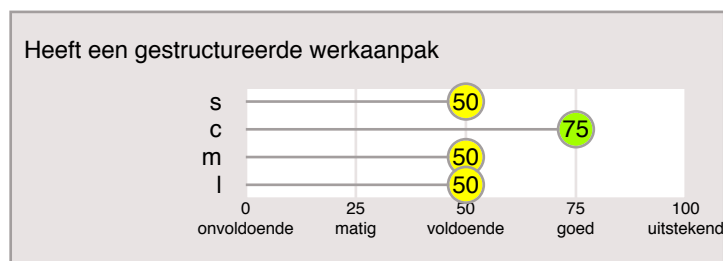 Heeft een gestructureerde werkaanpak
s 50
c 75
m 50
l 50
0 25 50 75 100
onvoldoende matig voldoende goed uitstekend